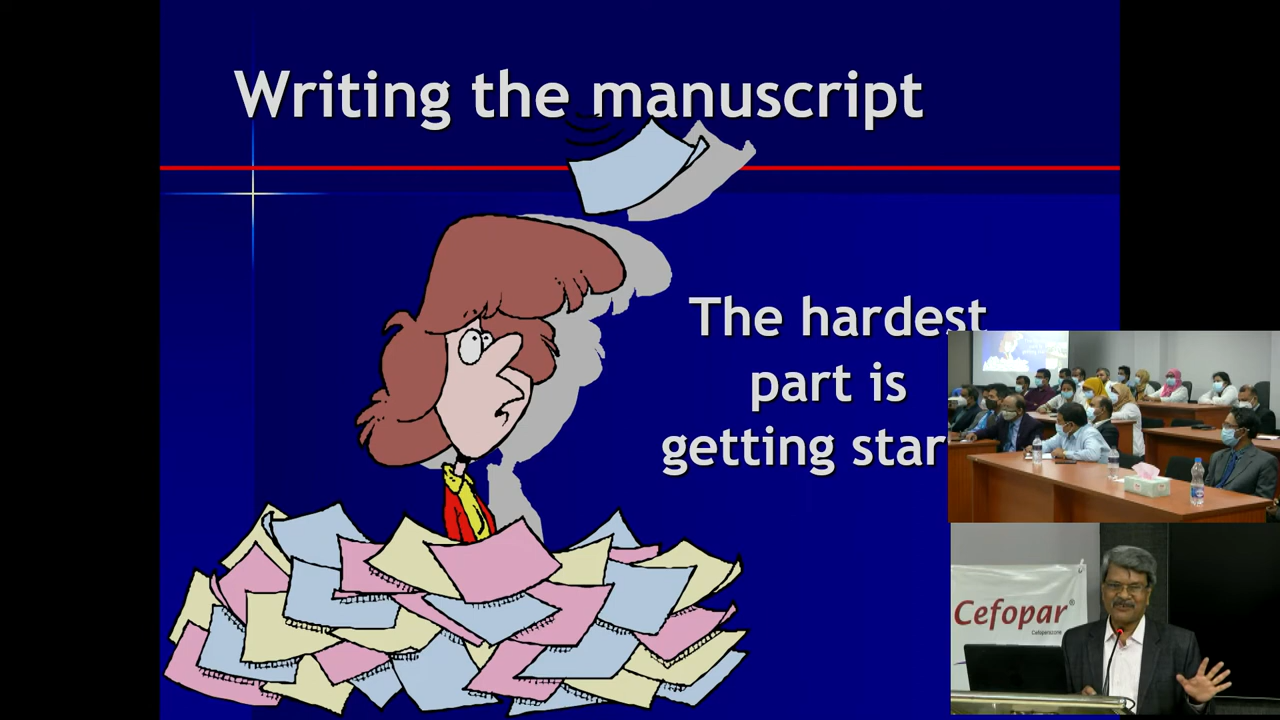 Writing the manuscript
The hardest
part is
getting star
Cefopar®